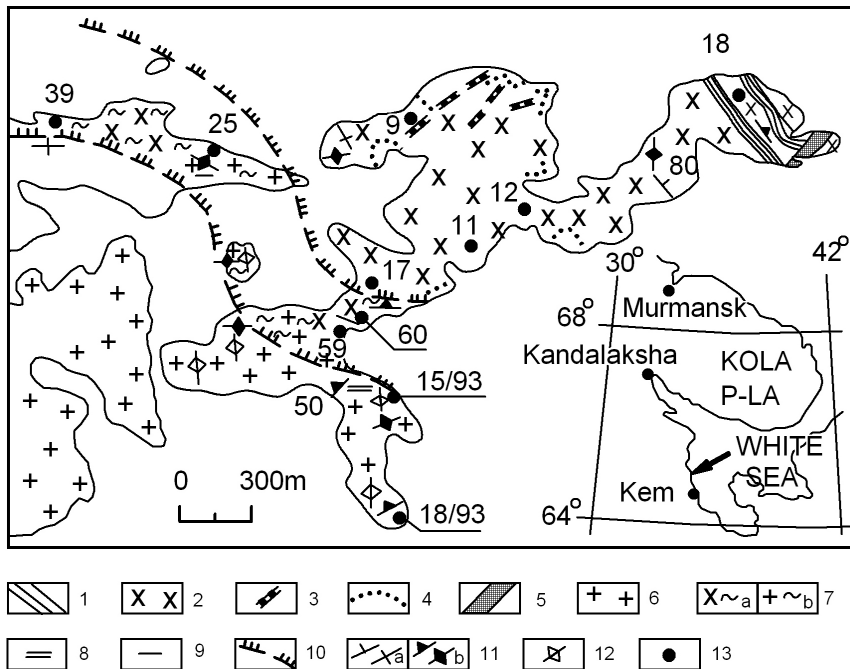 18
39
25
9
12
80
11
17
60
59
50
15/93
18/93
0 300m
30° 42°
Murmansk
68°
Kandalaksha
KOLA
P-LA
WHITE
SEA
Kem
64°
1 2 3 4 5 6 a b 7
8 9 10 a b 11 12 13